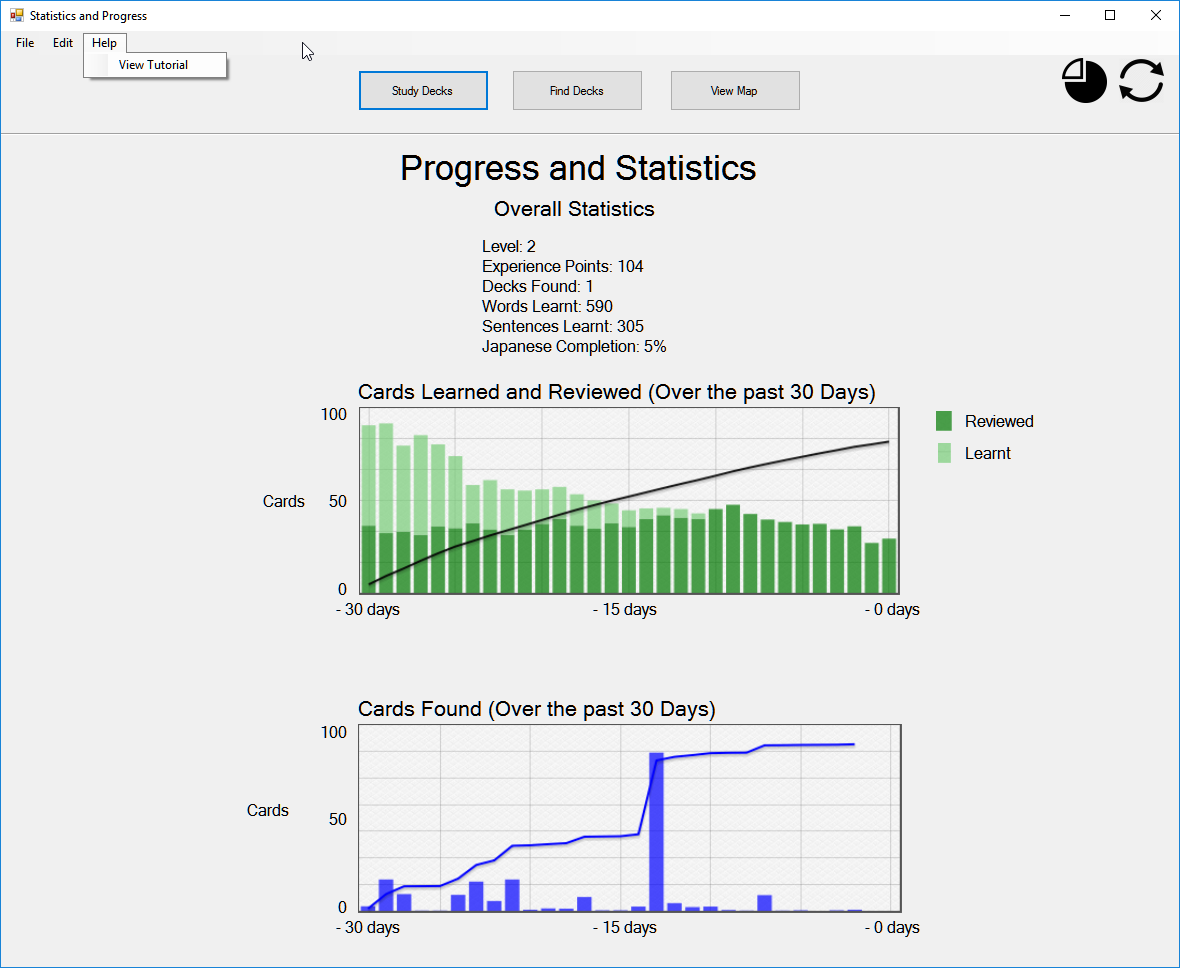 Statistics and Progress
File Edit Help
View Tutorial
Study Decks Find Decks View Map
Progress and Statistics
Overall Statistics
Level: 2
Experience Points: 104
Decks Found: 1
Words Learnt: 590
Sentences Learnt: 305
Japanese Completion: 5%
Cards Learned and Reviewed (Over the past 30 Days)
100
Reviewed
Learnt
Cards 50
0
- 30 days - 15 days - 0 days
Cards Found (Over the past 30 Days)
100
Cards
50
0
- 30 days - 15 days - 0 days